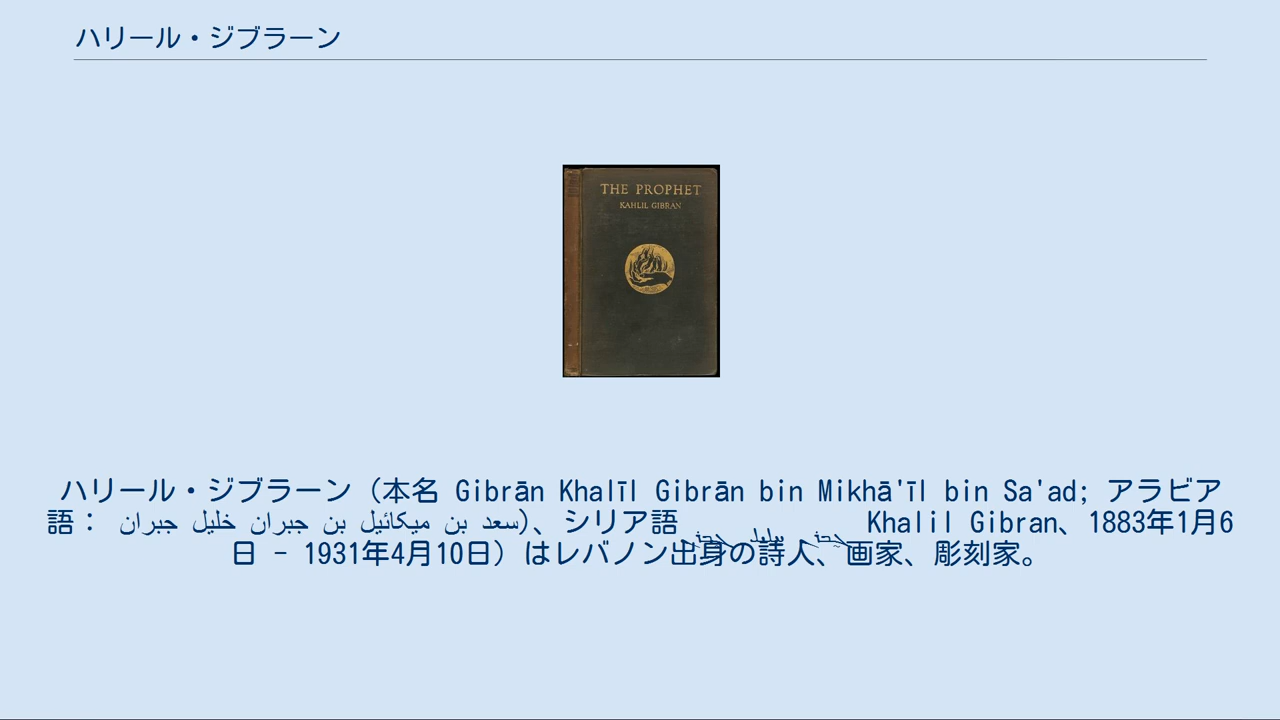 ハリール・ジブラーン
THE PROPHET
KAHLIL GIBRAN
ハリール・ジブラーン（本名 Gibrān Khalīl Gibrān bin Mikhā'īl bin Sa'ad; アラビア
語： جبران خليل جبران بن ميكائيل بن سعد)、シリア語 Khalil Gibran、1883年1月6
日 - 1931年4月10日）はレバノン出身の詩人、画家、彫刻家。